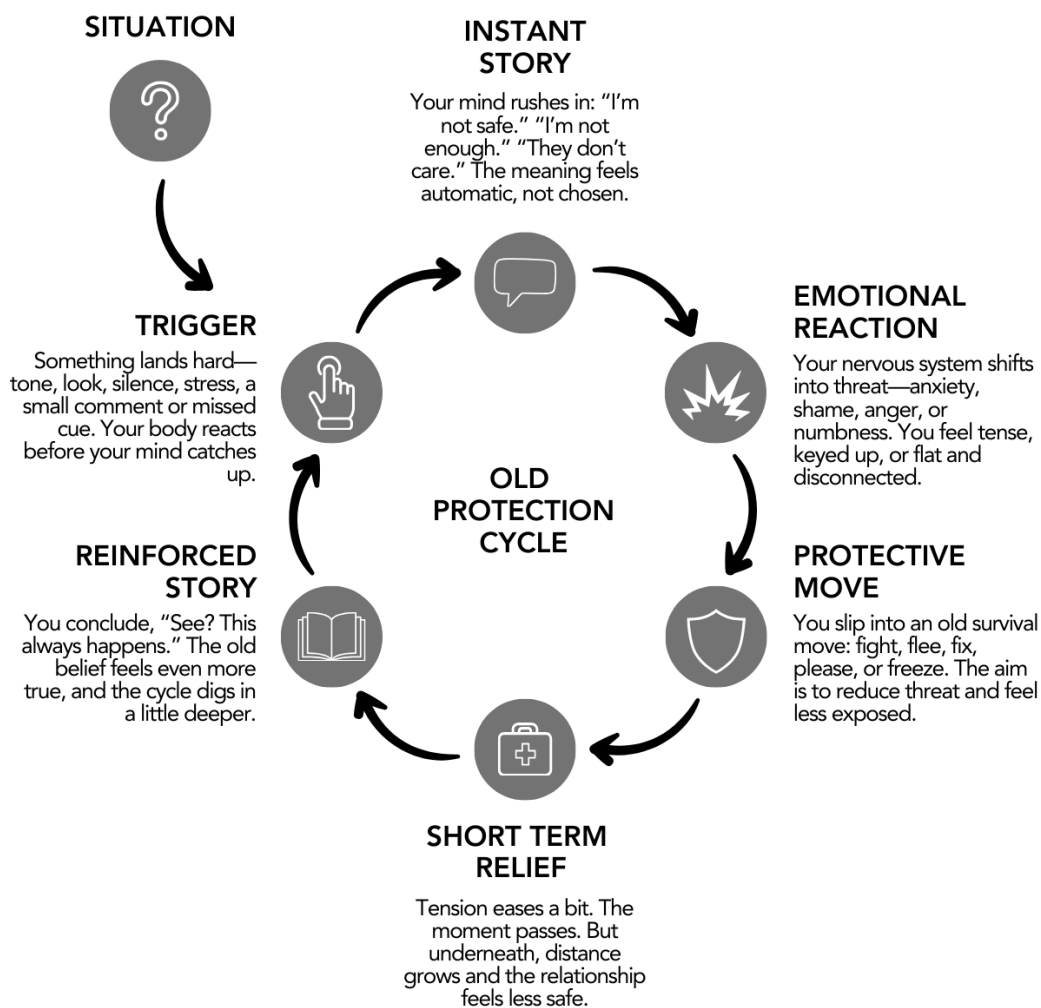 SITUATION
INSTANT
STORY
Your mind rushes in: “I’m
not safe.” “I’m not
enough.” “They don’t
care.” The meaning feels
automatic, not chosen.
EMOTIONAL
REACTION
Your nervous system shifts
into threat—anxiety,
shame, anger, or
numbness. You feel tense,
keyed up, or flat and
disconnected.
TRIGGER
Something lands hard—
tone, look, silence, stress, a
small comment or missed
cue. Your body reacts
before your mind catches
up.
OLD
PROTECTION
CYCLE
PROTECTIVE
MOVE
You slip into an old survival
move: fight, flee, fix,
please, or freeze. The aim
is to reduce threat and feel
less exposed.
REINFORCED
STORY
You conclude, “See? This
always happens.” The old
belief feels even more
true, and the cycle digs in
a little deeper.
SHORT TERM
RELIEF
Tension eases a bit. The
moment passes. But
underneath, distance
grows and the relationship
feels less safe.